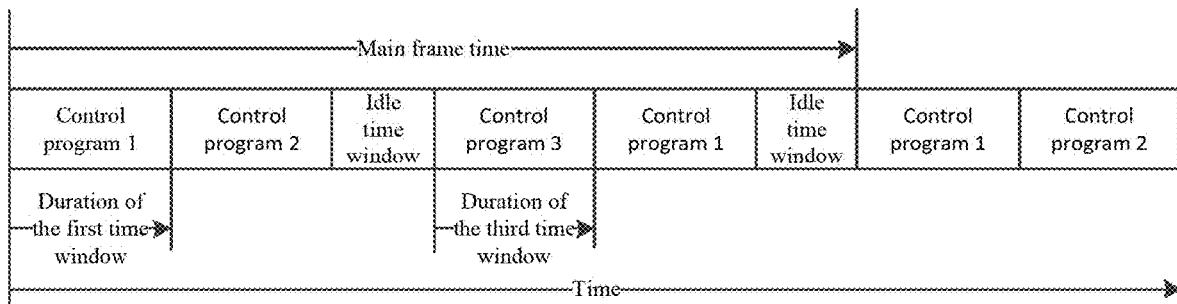 Main frame time
Control
program 1
Control
program 2
Idle
time
window
Control
program 3
Control
program 1
Idle
time
window
Control
program 1
Control
program 2
Duration of
the first time
window
Duration of
the third time
window
Time